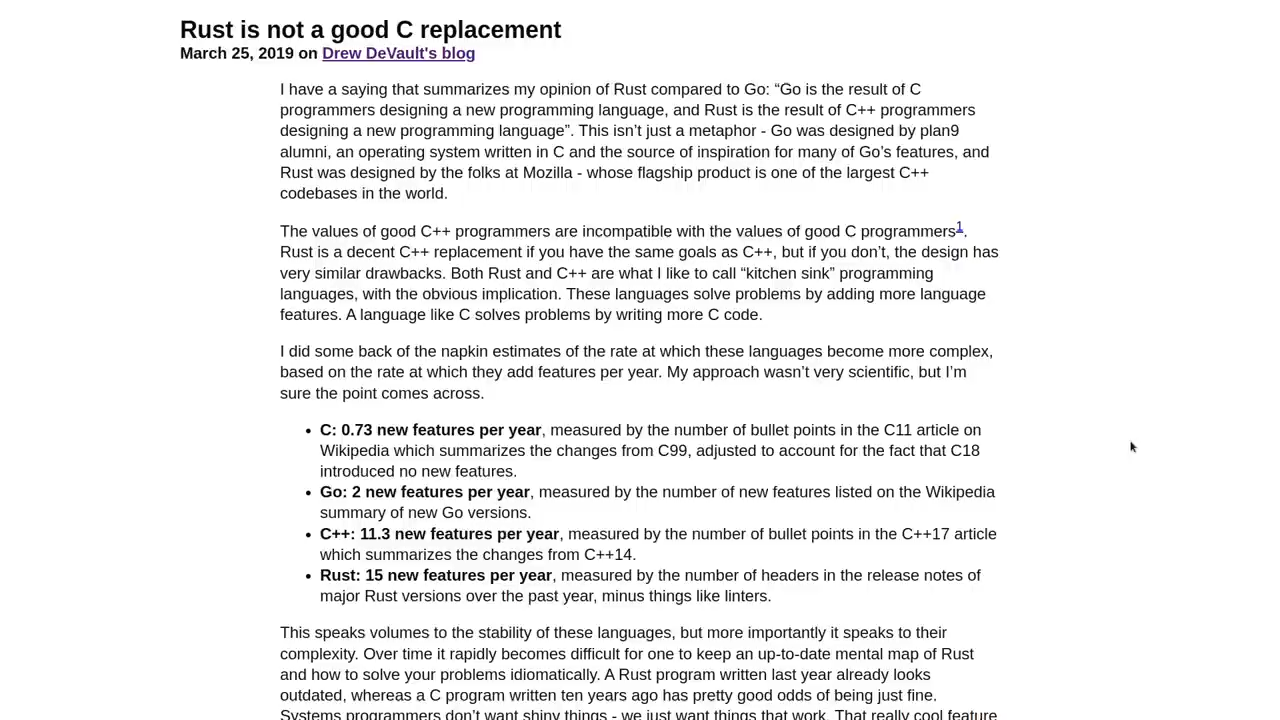 Rust is not a good C replacement
March 25, 2019 on Drew DeVault's blog
I have a saying that summarizes my opinion of Rust compared to Go: “Go is the result of C
programmers designing a new programming language, and Rust is the result of C++ programmers
designing a new programming language”. This isn’t just a metaphor - Go was designed by plan9
alumni, an operating system written in C and the source of inspiration for many of Go’s features, and
Rust was designed by the folks at Mozilla - whose flagship product is one of the largest C++
codebases in the world.
The values of good C++ programmers are incompatible with the values of good C programmers1.
Rust is a decent C++ replacement if you have the same goals as C++, but if you don’t, the design has
very similar drawbacks. Both Rust and C++ are what I like to call “kitchen sink” programming
languages, with the obvious implication. These languages solve problems by adding more language
features. A language like C solves problems by writing more C code.
I did some back of the napkin estimates of the rate at which these languages become more complex,
based on the rate at which they add features per year. My approach wasn’t very scientific, but I’m
sure the point comes across.
• C: 0.73 new features per year, measured by the number of bullet points in the C11 article on
Wikipedia which summarizes the changes from C99, adjusted to account for the fact that C18
introduced no new features.
• Go: 2 new features per year, measured by the number of new features listed on the Wikipedia
summary of new Go versions.
• C++: 11.3 new features per year, measured by the number of bullet points in the C++17 article
which summarizes the changes from C++14.
• Rust: 15 new features per year, measured by the number of headers in the release notes of
major Rust versions over the past year, minus things like linters.
This speaks volumes to the stability of these languages, but more importantly it speaks to their
complexity. Over time it rapidly becomes difficult for one to keep an up-to-date mental map of Rust
and how to solve your problems idiomatically. A Rust program written last year already looks
outdated, whereas a C program written ten years ago has pretty good odds of being just fine.
Systems programmers don’t want shiny things - we just want things that work. That really cool feature